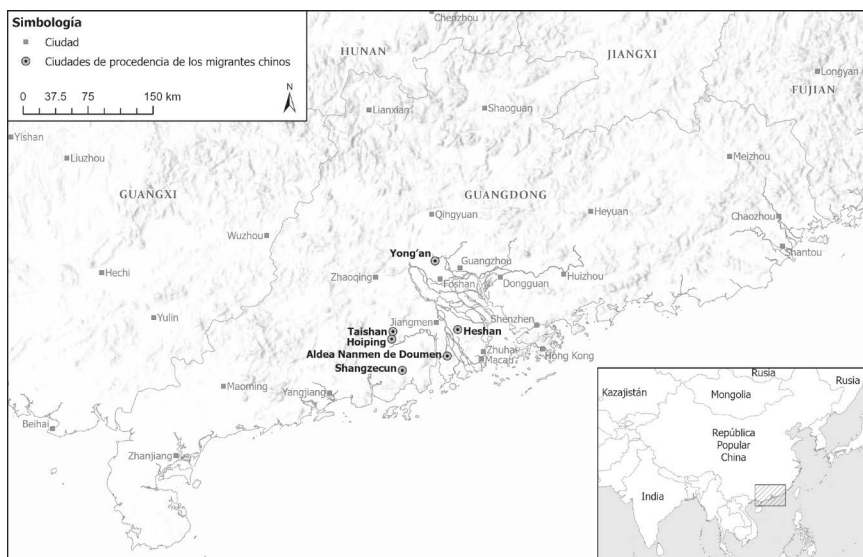 Simbología
Ciudad
Ciudades de procedencia de los migrantes chinos
0 37.5 75 150 km
N
Chenzhou
HUNAN
JIANGXI
Longyan
FUJIAN
Lianxian
Shaoguan
Yishan
Liuzhou
Meizhou
GUANGXI
GUANGDONG
Qingyuan
Heyuan
Chaozhou
Wuzhou
Shantou
Yong'an
Guangzhou
Hechi
Zhaoqing
Foshan
Dongguan
Huizhou
Yulin
Jiangmen
Shenzhen
Taishan
Heshan
Hoiping
Zhuhai
Hong Kong
Aldea Nanmen de Doumen
Macau
Shangzecun
Maoming
Yangjiang
Beihai
Zhanjiang
Rusia
Rusia
Kazajistán
Mongolia
República
Popular
China
India